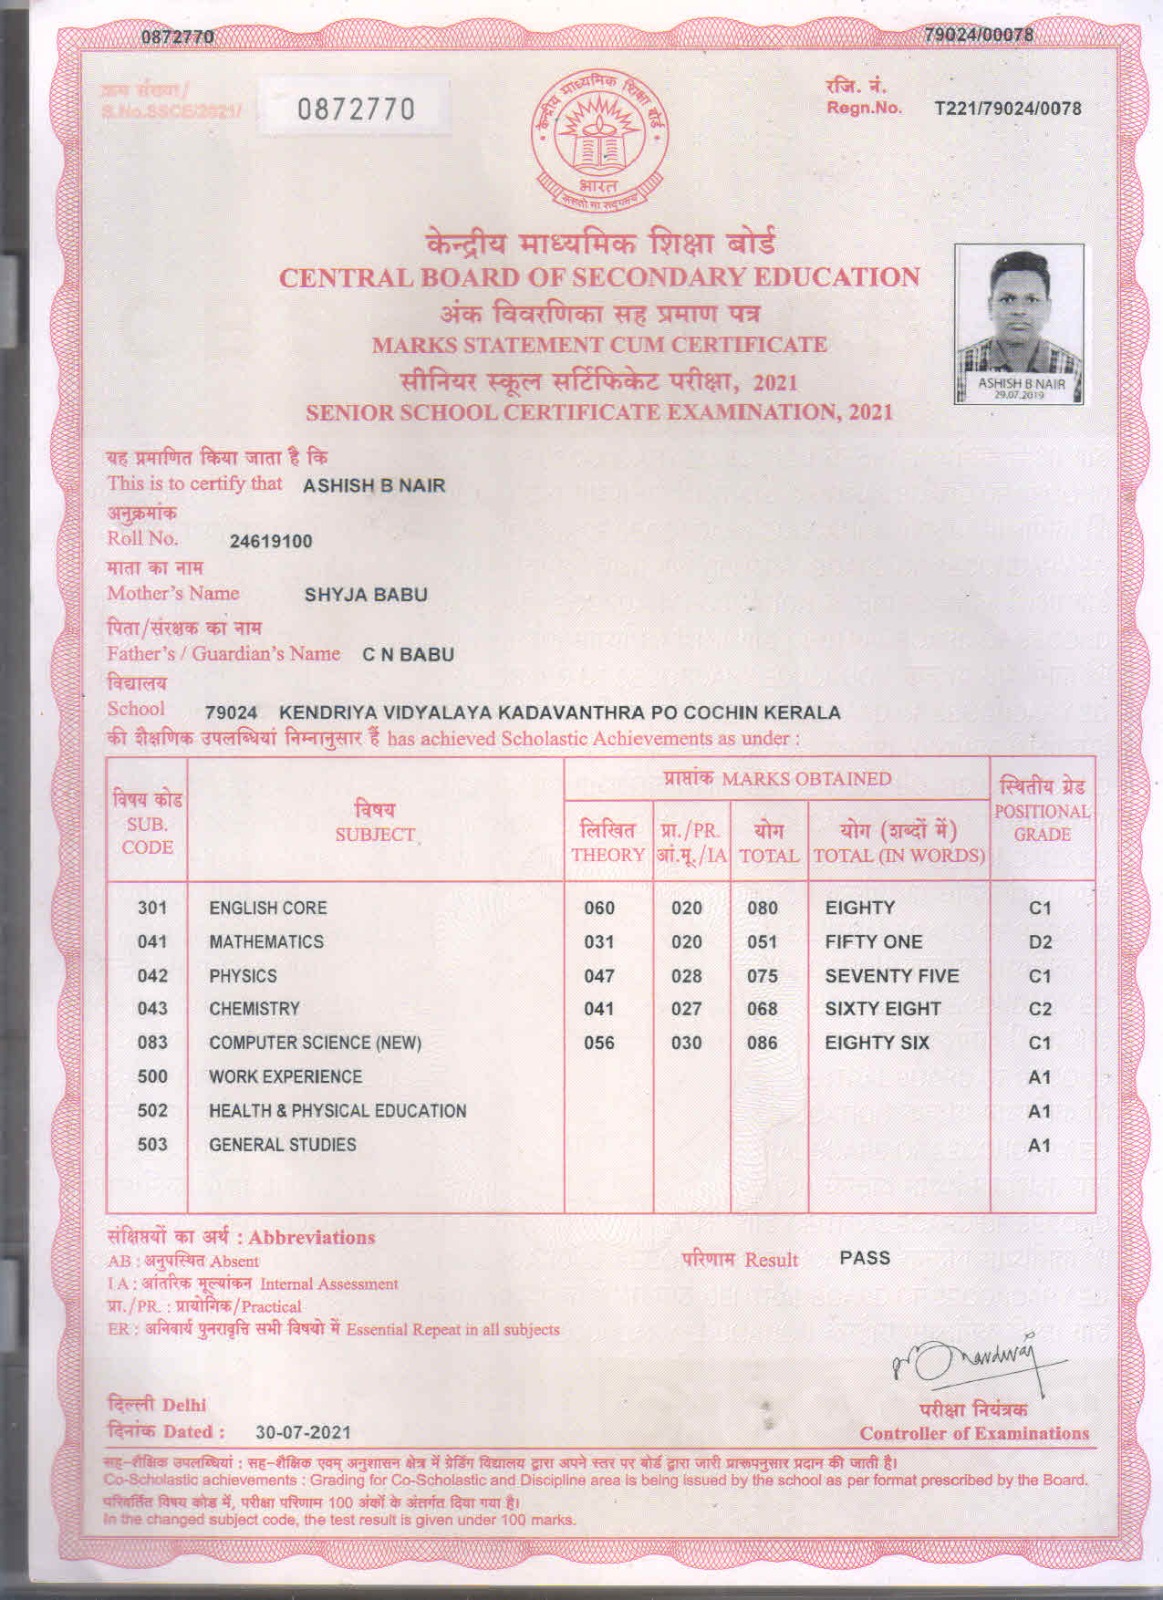 0872770 79024/00078
क्रम संख्या/ रजि. नं.
S.No.SSCE/2021/ 0872770 Regn.No. T221/79024/0078
केन्द्रीय माध्यमिक शिक्षा बोर्ड
भारत
असतो मा सद्गमय
केन्द्रीय माध्यमिक शिक्षा बोर्ड
CENTRAL BOARD OF SECONDARY EDUCATION
अंक विवरणिका सह प्रमाण पत्र
MARKS STATEMENT CUM CERTIFICATE
सीनियर स्कूल सर्टिफिकेट परीक्षा, 2021
SENIOR SCHOOL CERTIFICATE EXAMINATION, 2021
ASHISH B NAIR
29.07.2019
यह प्रमाणित किया जाता है कि
This is to certify that ASHISH B NAIR
अनुक्रमांक
Roll No. 24619100
माता का नाम
Mother's Name SHYJA BABU
पिता/संरक्षक का नाम
Father's / Guardian's Name C N BABU
विद्यालय
School 79024 KENDRIYA VIDYALAYA KADAVANTHRA PO COCHIN KERALA
की शैक्षणिक उपलब्धियां निम्नानुसार हैं has achieved Scholastic Achievements as under :
विषय कोड SUB. CODE विषय SUBJECT प्राप्तांक MARKS OBTAINED स्थितीय ग्रेड POSITIONAL GRADE
लिखित THEORY प्रा./PR. आं.मू./IA योग TOTAL योग (शब्दों में) TOTAL (IN WORDS)
301 ENGLISH CORE 060 020 080 EIGHTY C1
041 MATHEMATICS 031 020 051 FIFTY ONE D2
042 PHYSICS 047 028 075 SEVENTY FIVE C1
043 CHEMISTRY 041 027 068 SIXTY EIGHT C2
083 COMPUTER SCIENCE (NEW) 056 030 086 EIGHTY SIX C1
500 WORK EXPERIENCE A1
502 HEALTH & PHYSICAL EDUCATION A1
503 GENERAL STUDIES A1
संक्षिप्तयों का अर्थ : Abbreviations
AB : अनुपस्थित Absent परिणाम Result PASS
I A : आंतरिक मूल्यांकन Internal Assessment
प्रा./PR. : प्रायोगिक/Practical
ER : अनिवार्य पुनरावृत्ति सभी विषयो में Essential Repeat in all subjects
दिल्ली Delhi परीक्षा नियंत्रक
दिनांक Dated : 30-07-2021 Controller of Examinations
सह-शैक्षिक उपलब्धियां : सह-शैक्षिक एवम् अनुशासन क्षेत्र में ग्रेडिंग विद्यालय द्वारा अपने स्तर पर बोर्ड द्वारा जारी प्रारूपनुसार प्रदान की जाती है।
Co-Scholastic achievements : Grading for Co-Scholastic and Discipline area is being issued by the school as per format prescribed by the Board.
परिवर्तित विषय कोड में, परीक्षा परिणाम 100 अंकों के अंतर्गत दिया गया है।
In the changed subject code, the test result is given under 100 marks.